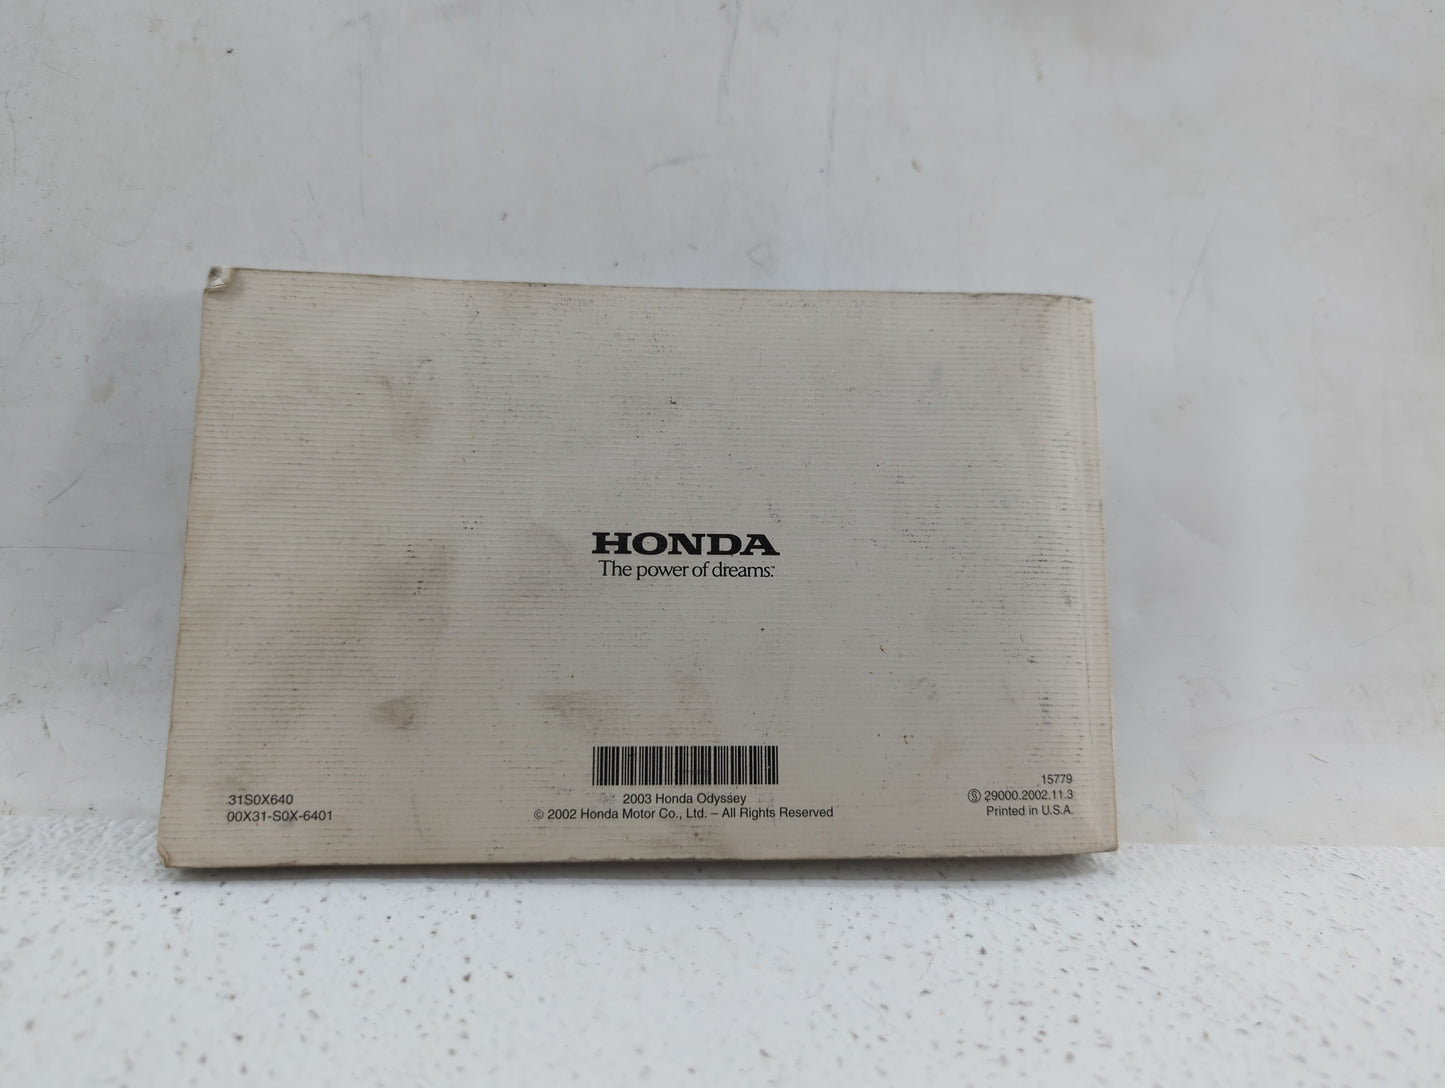 HONDA
The power of dreams.
31S0X640
00X31-S0X-6401
2003 Honda Odyssey
© 2002 Honda Motor Co., Ltd. – All Rights Reserved
15779
Ⓢ 29000.2002.11.3
Printed in U.S.A.